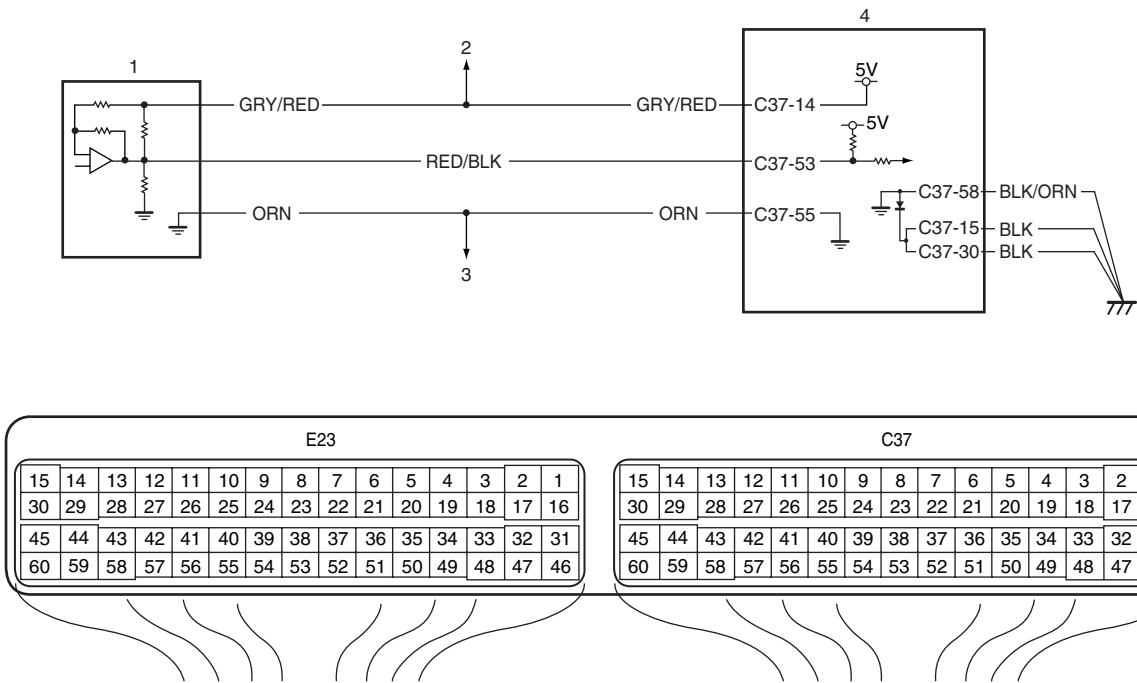 4
2
1
5V
GRY/RED GRY/RED C37-14
5V
RED/BLK C37-53
C37-58 BLK/ORN
ORN ORN C37-55
C37-15 BLK
C37-30 BLK
3
E23 C37
15 14 13 12 11 10 9 8 7 6 5 4 3 2 1 15 14 13 12 11 10 9 8 7 6 5 4 3 2
30 29 28 27 26 25 24 23 22 21 20 19 18 17 16 30 29 28 27 26 25 24 23 22 21 20 19 18 17
45 44 43 42 41 40 39 38 37 36 35 34 33 32 31 45 44 43 42 41 40 39 38 37 36 35 34 33 32
60 59 58 57 56 55 54 53 52 51 50 49 48 47 46 60 59 58 57 56 55 54 53 52 51 50 49 48 47